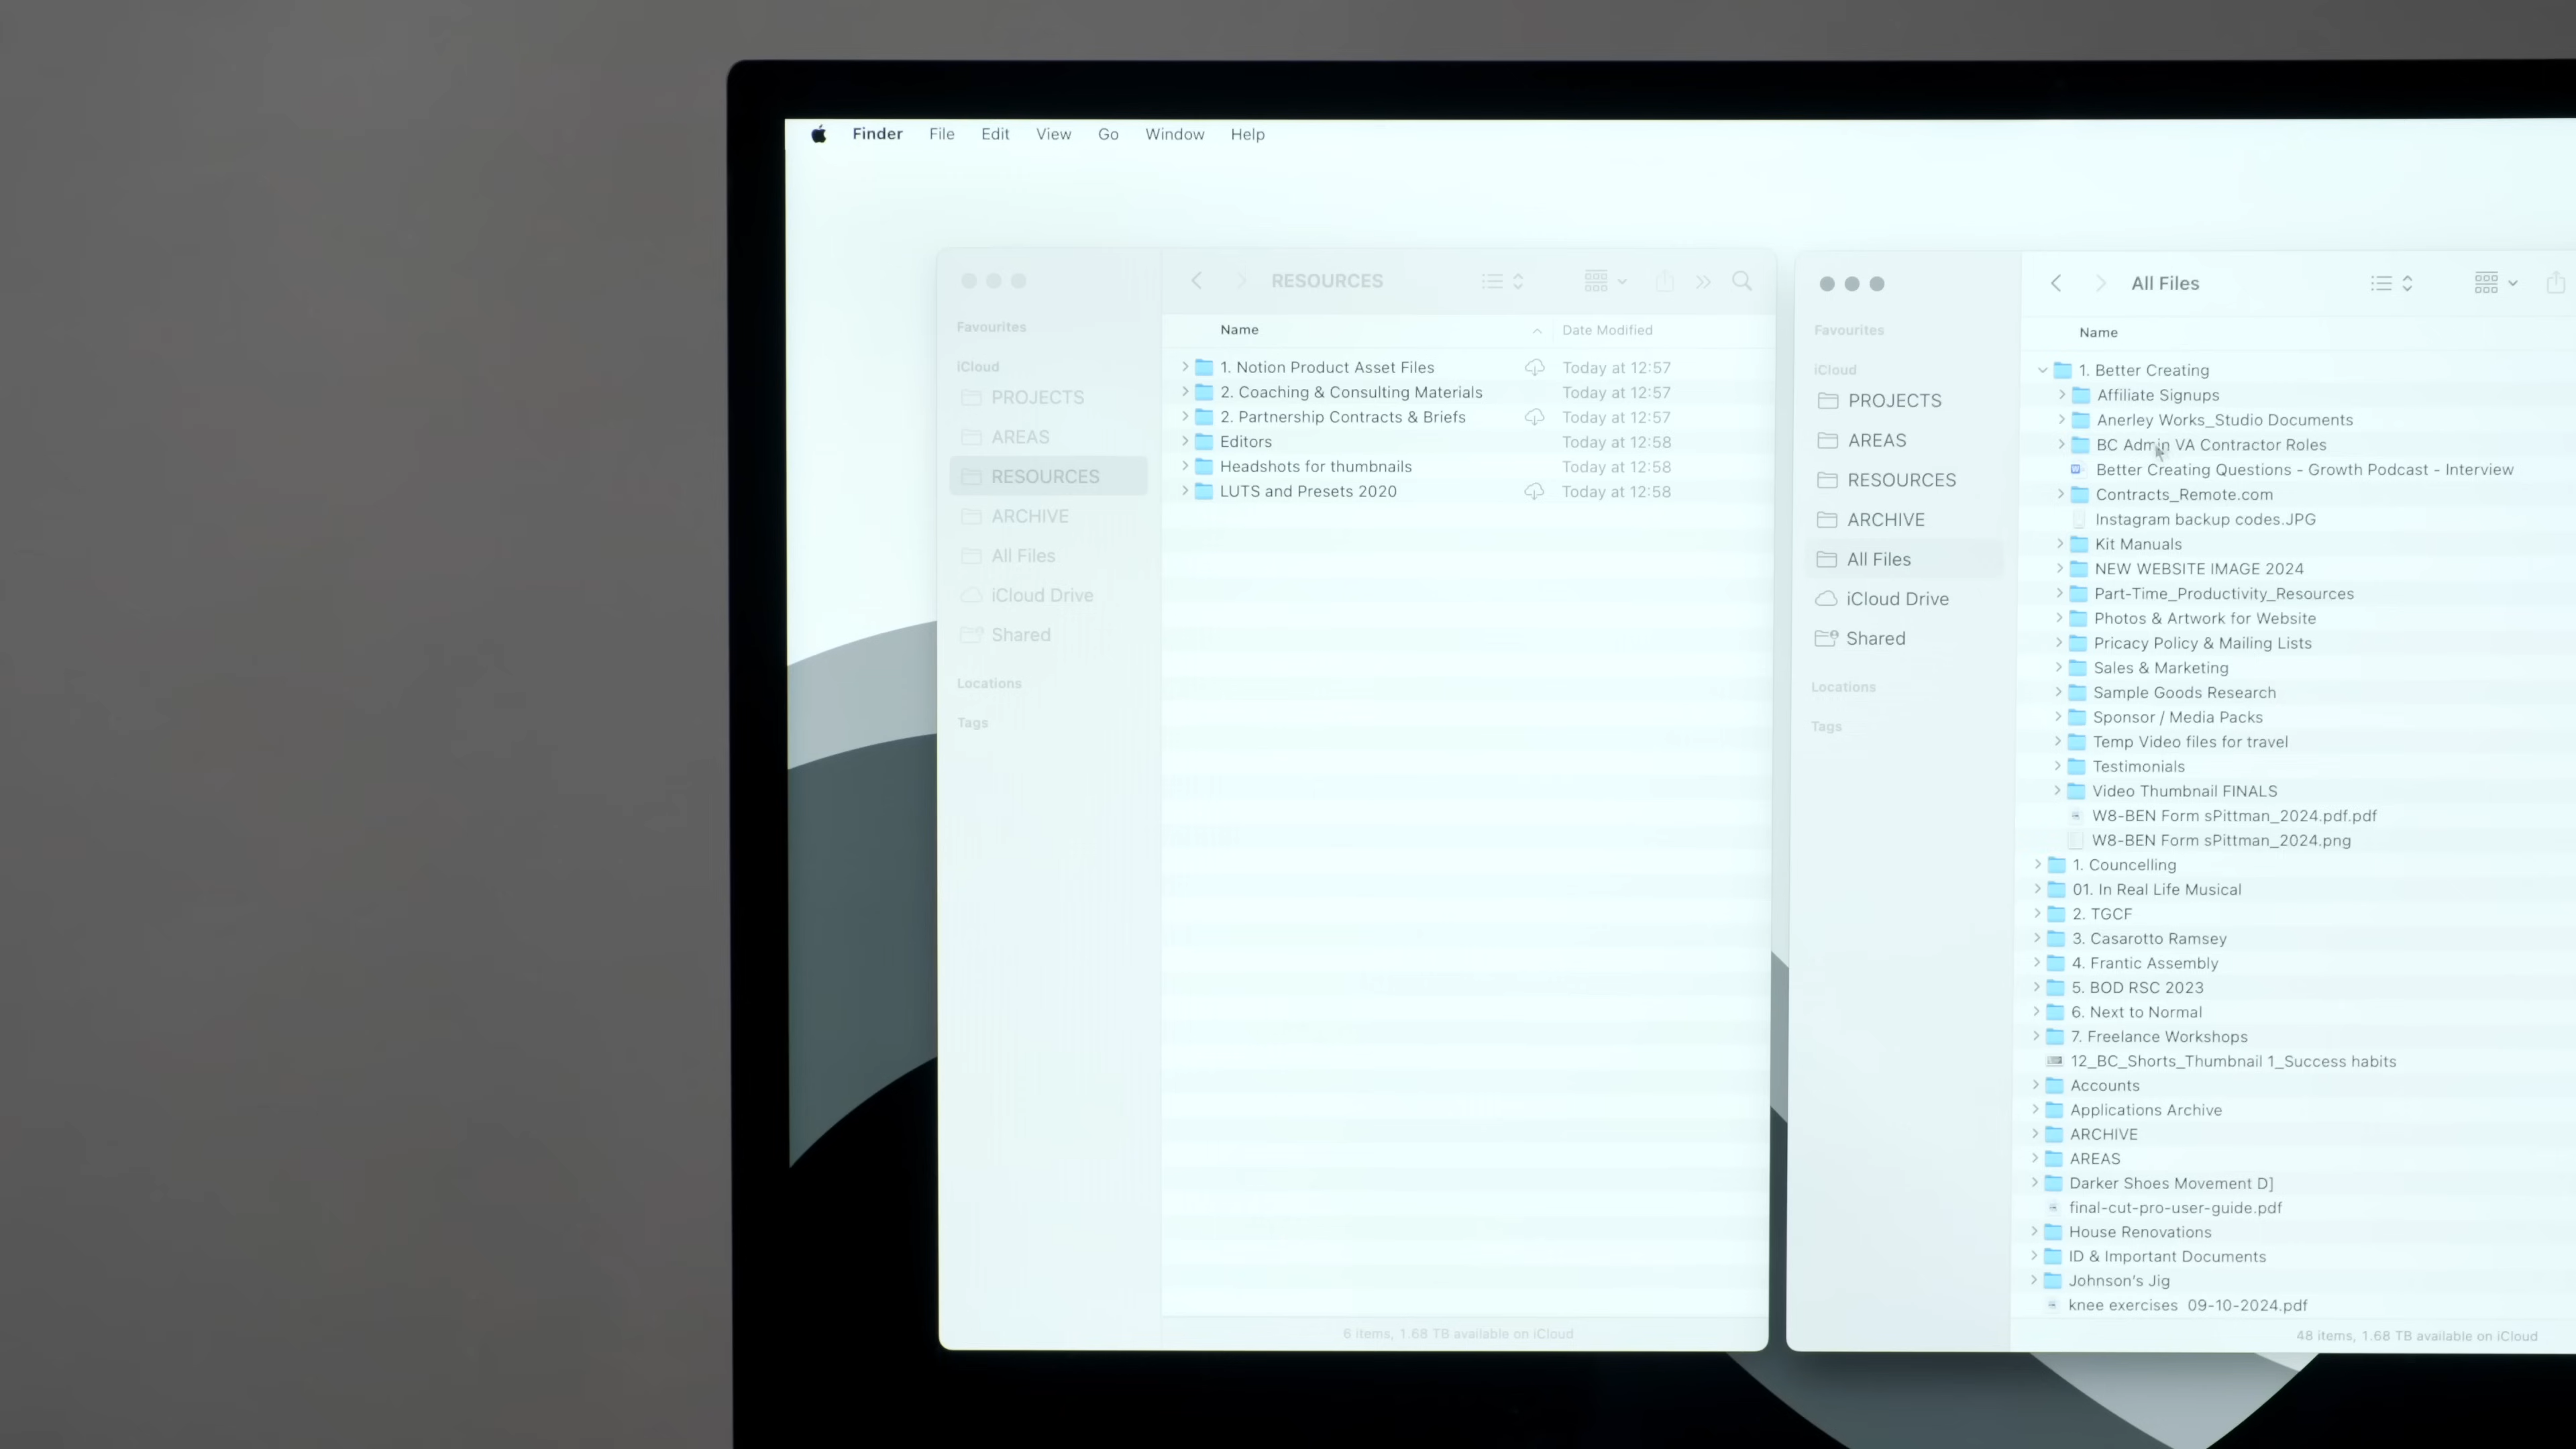 Finder File Edit View Go Window Help
RESOURCES
Favourites
iCloud
PROJECTS
AREAS
RESOURCES
ARCHIVE
All Files
iCloud Drive
Shared
Locations
Tags
Name Date Modified
1. Notion Product Asset Files Today at 12:57
2. Coaching & Consulting Materials Today at 12:57
2. Partnership Contracts & Briefs Today at 12:57
Editors Today at 12:58
Headshots for thumbnails Today at 12:58
LUTS and Presets 2020 Today at 12:58
6 items, 1.68 TB available on iCloud
All Files
Favourites
iCloud
PROJECTS
AREAS
RESOURCES
ARCHIVE
All Files
iCloud Drive
Shared
Locations
Tags
Name
1. Better Creating
Affiliate Signups
Anerley Works_Studio Documents
BC Admin VA Contractor Roles
Better Creating Questions - Growth Podcast - Interview
Contracts_Remote.com
Instagram backup codes.JPG
Kit Manuals
NEW WEBSITE IMAGE 2024
Part-Time_Productivity_Resources
Photos & Artwork for Website
Pricacy Policy & Mailing Lists
Sales & Marketing
Sample Goods Research
Sponsor / Media Packs
Temp Video files for travel
Testimonials
Video Thumbnail FINALS
W8-BEN Form sPittman_2024.pdf.pdf
W8-BEN Form sPittman_2024.png
1. Councelling
01. In Real Life Musical
2. TGCF
3. Casarotto Ramsey
4. Frantic Assembly
5. BOD RSC 2023
6. Next to Normal
7. Freelance Workshops
12_BC_Shorts_Thumbnail 1_Success habits
Accounts
Applications Archive
ARCHIVE
AREAS
Darker Shoes Movement D]
final-cut-pro-user-guide.pdf
House Renovations
ID & Important Documents
Johnson's Jig
knee exercises 09-10-2024.pdf
48 items, 1.68 TB available on iCloud